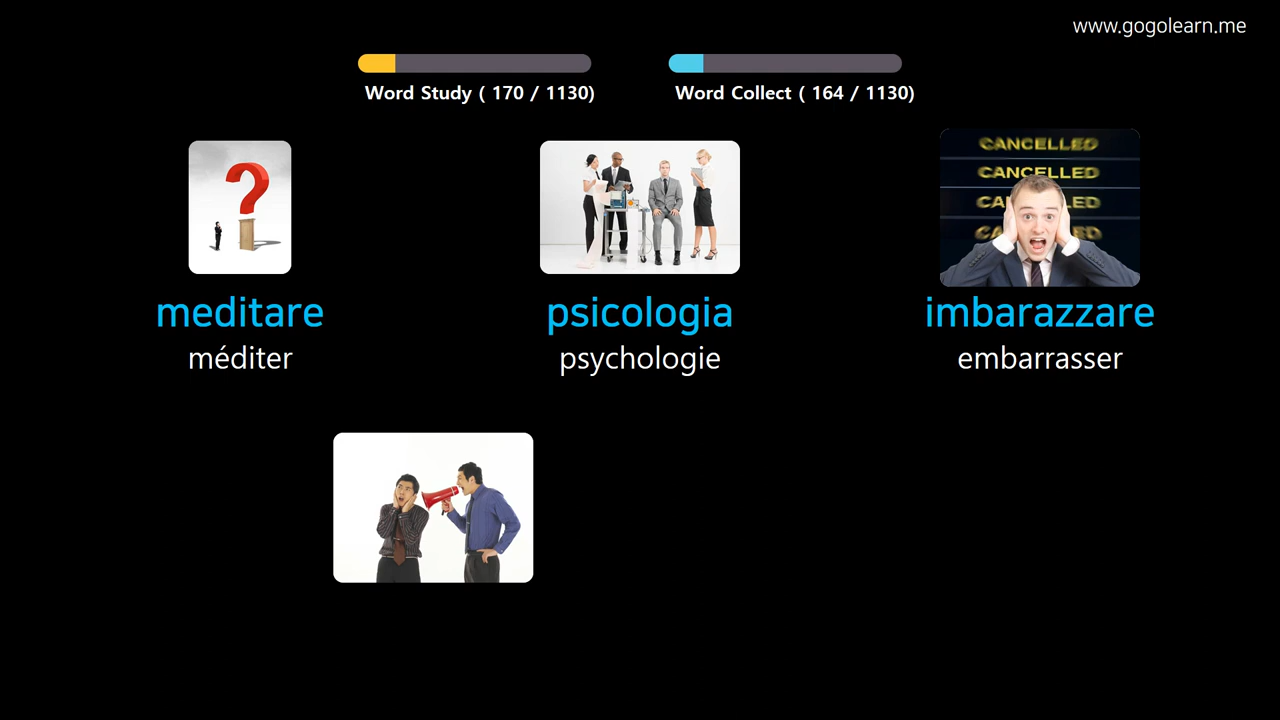 www.gogolearn.me
Word Study ( 170 / 1130)
Word Collect ( 164 / 1130)
CANCELLED
CANCELLED
meditare
psicologia
imbarazzare
méditer
psychologie
embarrasser